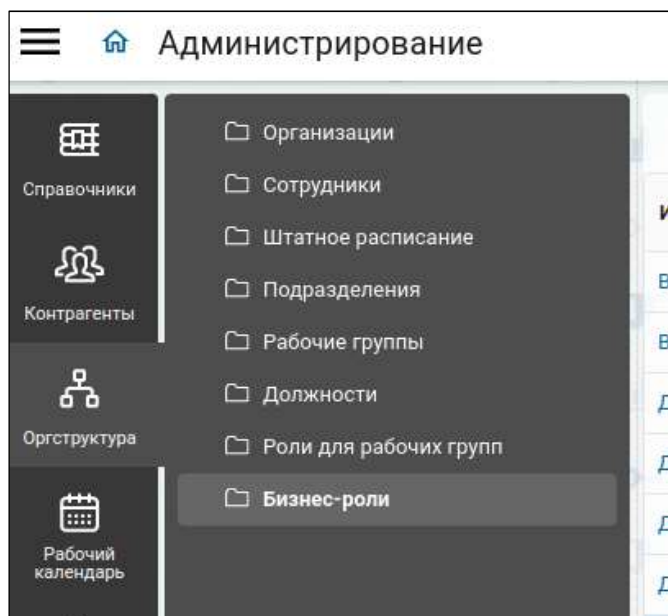 Администрирование
Справочники
Контрагенты
Оргструктура
Рабочий
календарь
Организации
Сотрудники
Штатное расписание
Подразделения
Рабочие группы
Должности
Роли для рабочих групп
Бизнес-роли